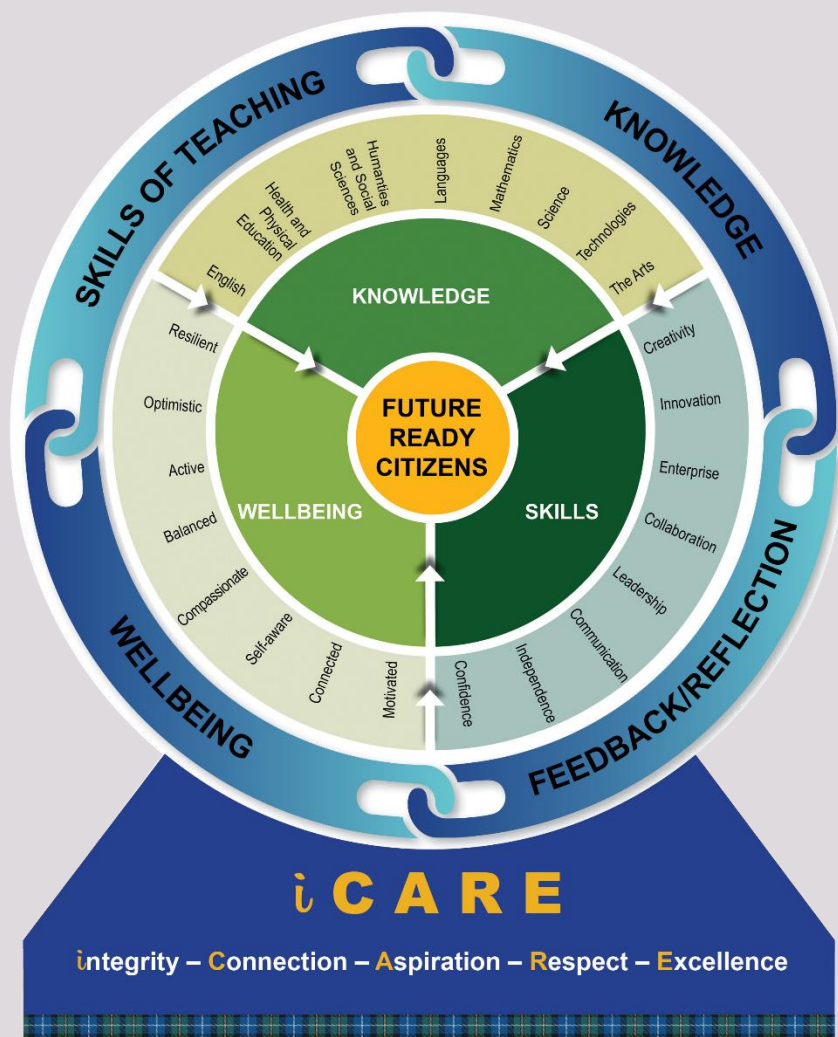 SKILLS OF TEACHING
KNOWLEDGE
FEEDBACK/REFLECTION
WELLBEING
English
Health and
Physical
Education
Humanities
and Social
Sciences
Languages
Mathematics
Science
Technologies
The Arts
KNOWLEDGE
Resilient
Optimistic
Active
Balanced
Compassionate
Self-aware
Connected
Motivated
WELLBEING
Creativity
Innovation
Enterprise
Collaboration
Leadership
Communication
Independence
Confidence
SKILLS
FUTURE
READY
CITIZENS
i CARE
integrity – Connection – Aspiration – Respect – Excellence